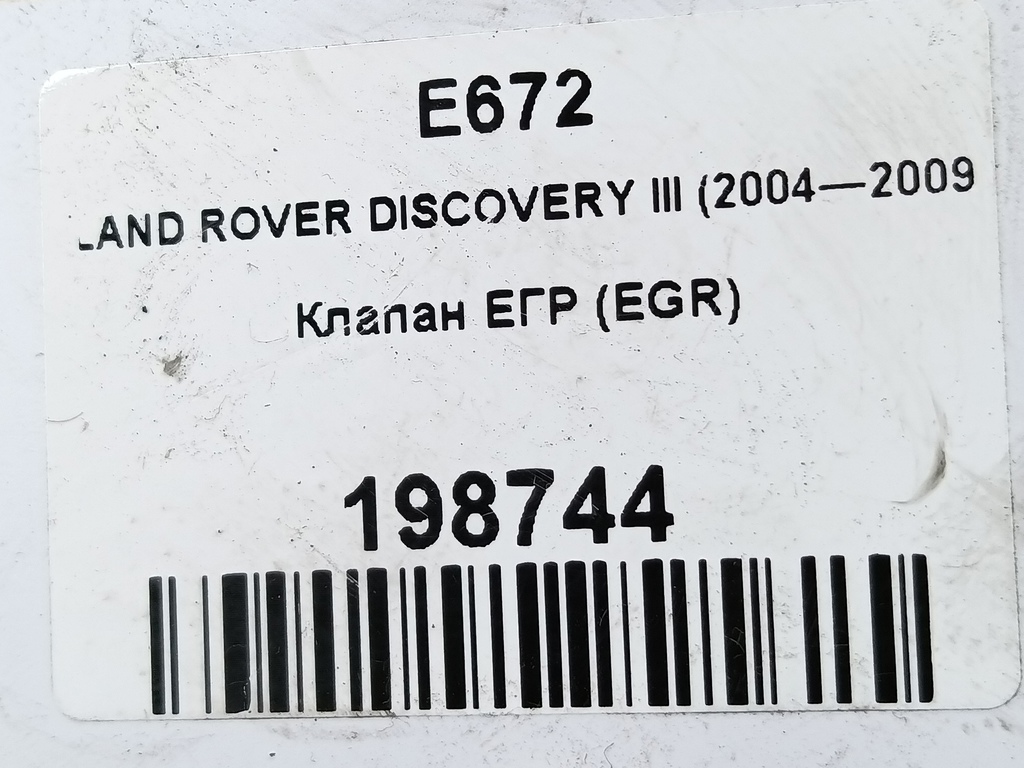 E672
LAND ROVER DISCOVERY III (2004—2009
Клапан ЕГР (EGR)
198744